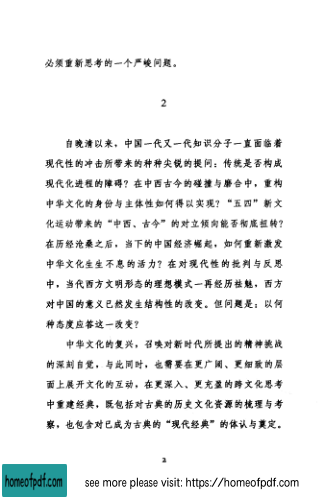 必须重新思考的一个严峻问题。
2
自晚清以来，中国一代又一代知识分子一直面临着
现代性的冲击所带来的种种尖锐的提问：传统是否构成
现代化进程的障碍？在中西古今的碰撞与磨合中，重构
中华文化的身份与主体性如何得以实现？“五四”新文
化运动带来的“中西、古今”的对立倾向能否彻底扭转？
在历经沧桑之后，当下的中国经济崛起，如何重新激发
中华文化生生不息的活力？在对现代性的批判与反思
中，当代西方文明形态的理想模式一再经历祛魅，西方
对中国的意义已然发生结构性的改变。但问题是：以何
种态度应答这一改变？
中华文化的复兴，召唤对新时代所提出的精神挑战
的深刻自觉，与此同时，也需要在更广阔、更细致的层
面上展开文化的互动，在更深入、更充盈的跨文化思考
中重建经典，既包括对古典的历史文化资源的梳理与考
察，也包含对已成为古典的“现代经典”的体认与奠定。
homeofpdf.com
see more please visit: https://homeofpdf.com